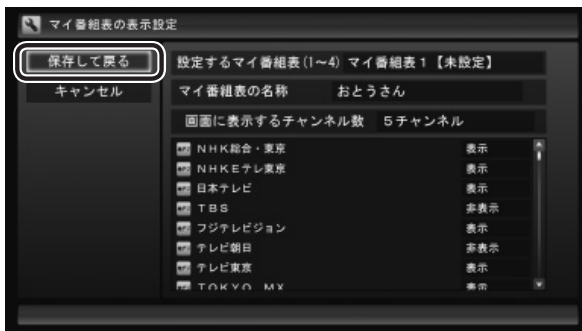 マイ番組表の表示設定
保存して戻る
キャンセル
設定するマイ番組表(1~4) マイ番組表1【未設定】
マイ番組表の名称 おとうさん
画面に表示するチャンネル数 5チャンネル
NHK総合・東京 表示
NHKEテレ東京 表示
日本テレビ 表示
TBS 非表示
フジテレビジョン 表示
テレビ朝日 非表示
テレビ東京 表示
TOKYO MX 表示